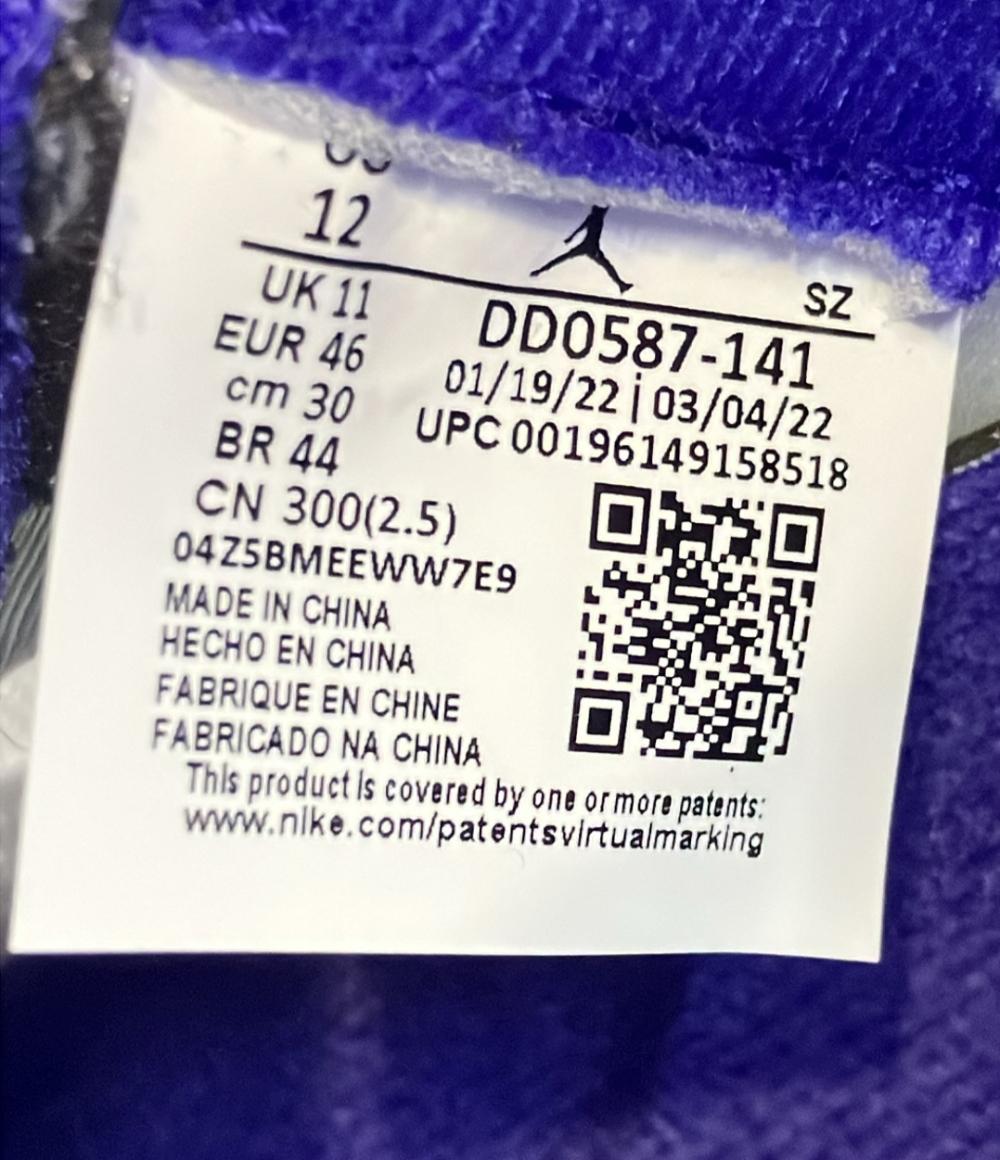 12
UK 11
EUR 46
cm 30
BR 44
CN 300(2.5)
04Z5BMEEWW7E9
MADE IN CHINA
HECHO EN CHINA
FABRIQUE EN CHINE
FABRICADO NA CHINA
SZ
DD0587-141
01/19/22 | 03/04/22
UPC 00196149158518
This product is covered by one or more patents:
www.nike.com/patentsvirtualmarking